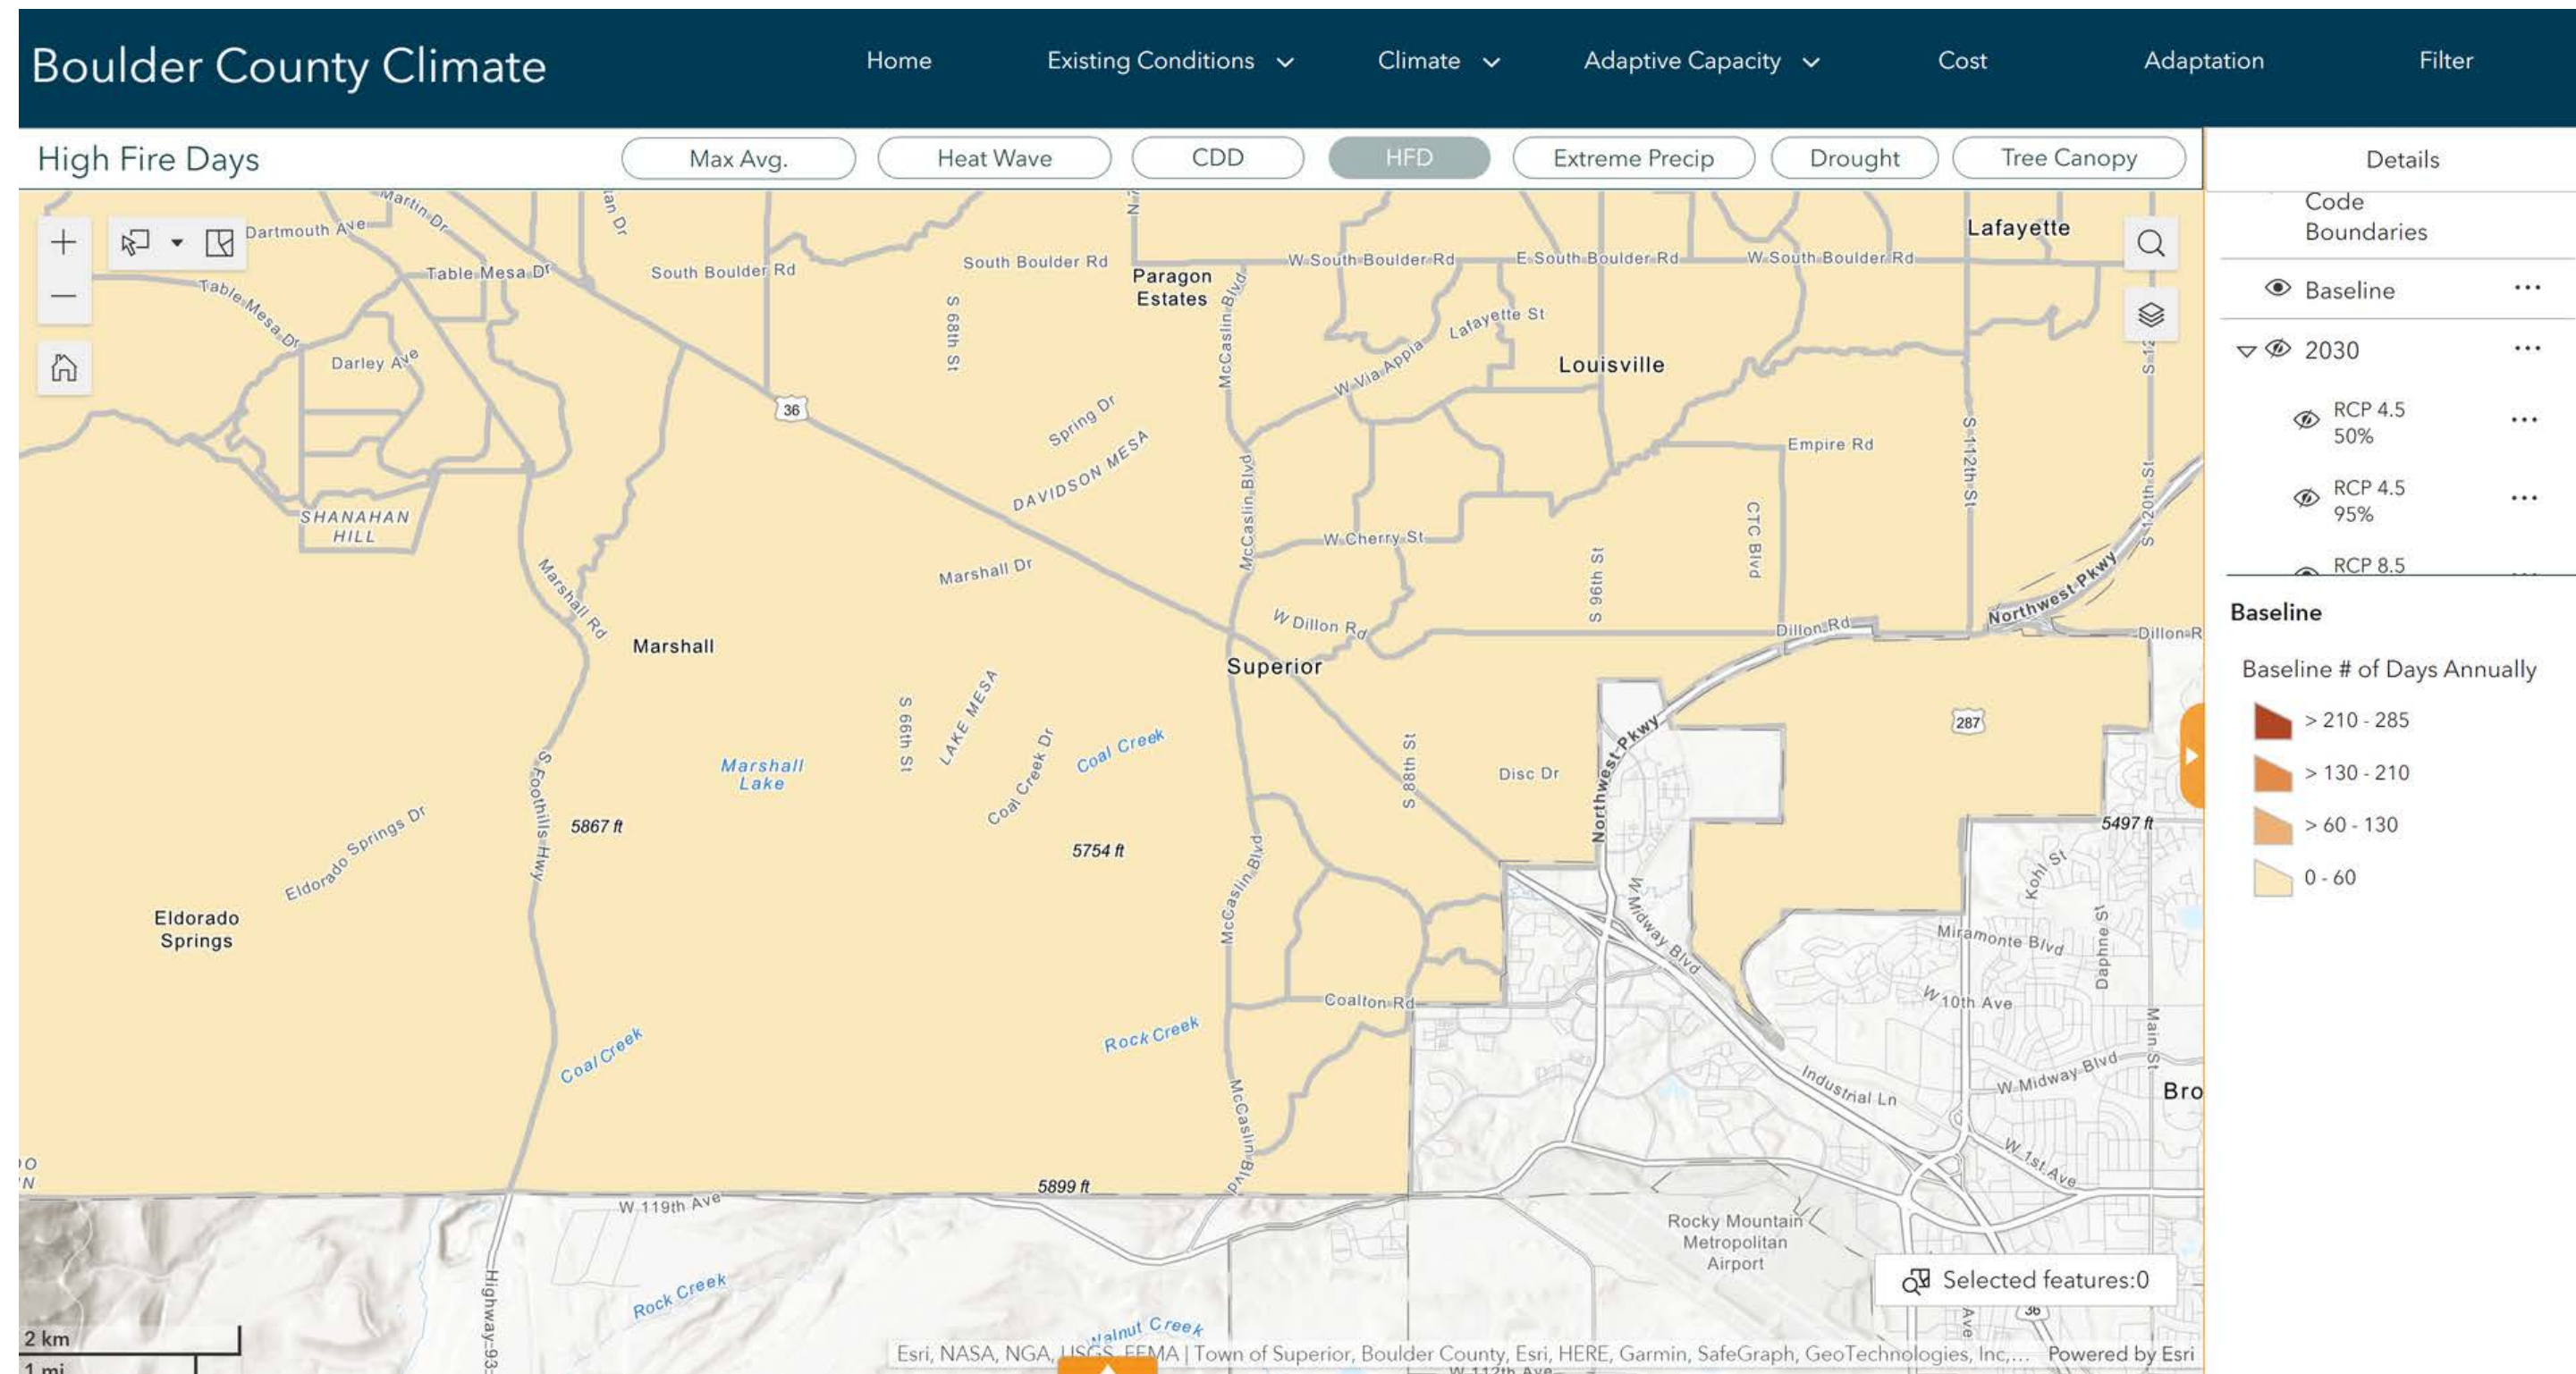 Boulder County Climate
Home
Existing Conditions
Climate
Adaptive Capacity
Cost
Adaptation
Filter
High Fire Days
Max Avg.
Heat Wave
CDD
HFD
Extreme Precip
Drought
Tree Canopy
Details
Code
Boundaries
Baseline
2030
RCP 4.5
50%
RCP 4.5
95%
RCP 8.5
Baseline
Baseline # of Days Annually
> 210 - 285
> 130 - 210
> 60 - 130
0 - 60
Dartmouth Ave
Martin Dr
Table Mesa Dr
Table Mesa Dr
South Boulder Rd
South Boulder Rd
Paragon
Estates
W South Boulder Rd
E South Boulder Rd
W South Boulder Rd
Lafayette
Darley Ave
S 68th St
McCaslin Blvd
Lafayette St
W Via Appia
Louisville
36
Spring Dr
DAVIDSON MESA
Empire Rd
S 112th St
S 120th St
SHANAHAN
HILL
McCaslin Blvd
W Cherry St
CTC Blvd
Marshall Dr
S 96th St
Marshall Rd
W Dillon Rd
Dillon Rd
Northwest Pkwy
Dillon R
Marshall
Superior
S 66th St
LAKE MESA
Coal Creek Dr
Coal Creek
287
Marshall
Lake
S 88th St
Disc Dr
Northwest Pkwy
S Foothills Hwy
5867 ft
5754 ft
5497 ft
Eldorado Springs Dr
Eldorado
Springs
McCaslin Blvd
W Midway Blvd
Kohl St
Daphne St
Miramonte Blvd
Coalton Rd
W 10th Ave
Rock Creek
Coal Creek
Main St
McCaslin Blvd
Industrial Ln
W Midway Blvd
Bro
W 1st Ave
5899 ft
W 119th Ave
Rocky Mountain
Metropolitan
Airport
Highway 93
Rock Creek
Selected features:0
36
Ave
Walnut Creek
2 km
1 mi
Esri, NASA, NGA, USGS, FEMA | Town of Superior, Boulder County, Esri, HERE, Garmin, SafeGraph, GeoTechnologies, Inc,... Powered by Esri
W 112th Ave